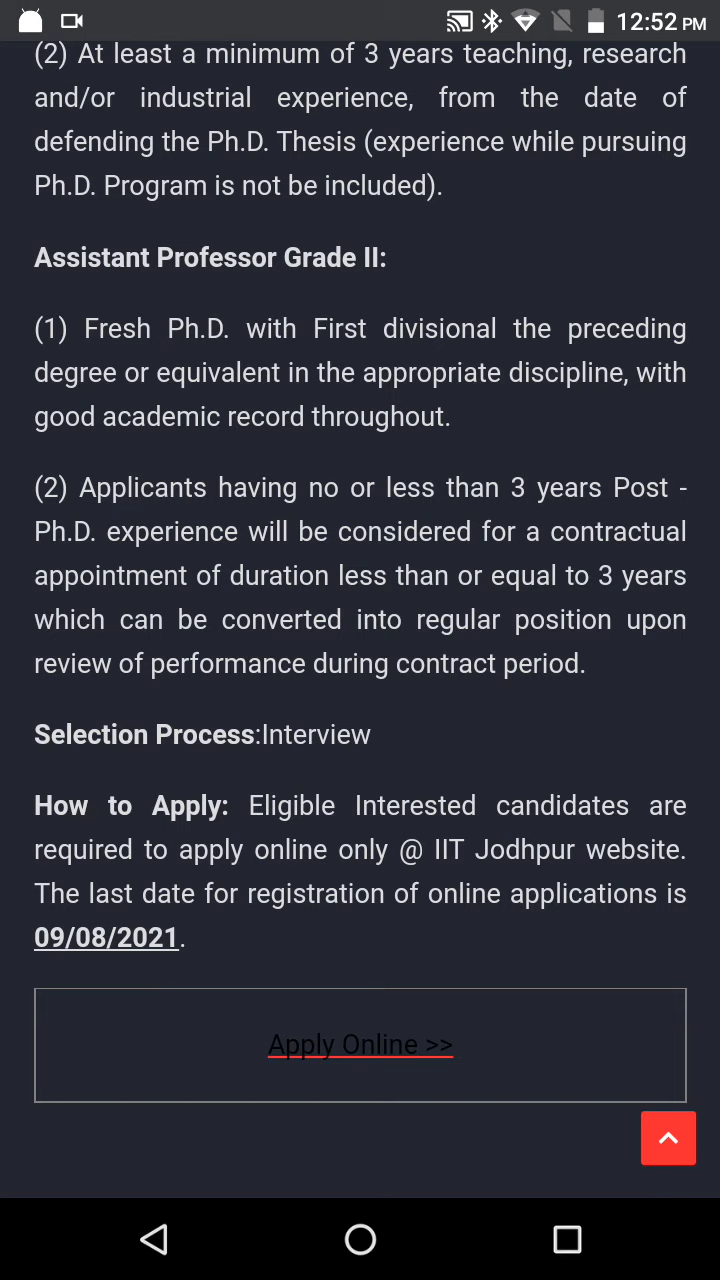 12:52 PM
(2) At least a minimum of 3 years teaching, research
and/or industrial experience, from the date of
defending the Ph.D. Thesis (experience while pursuing
Ph.D. Program is not be included).
Assistant Professor Grade II:
(1) Fresh Ph.D. with First divisional the preceding
degree or equivalent in the appropriate discipline, with
good academic record throughout.
(2) Applicants having no or less than 3 years Post -
Ph.D. experience will be considered for a contractual
appointment of duration less than or equal to 3 years
which can be converted into regular position upon
review of performance during contract period.
Selection Process:Interview
How to Apply: Eligible Interested candidates are
required to apply online only @ IIT Jodhpur website.
The last date for registration of online applications is
09/08/2021.
Apply Online >>